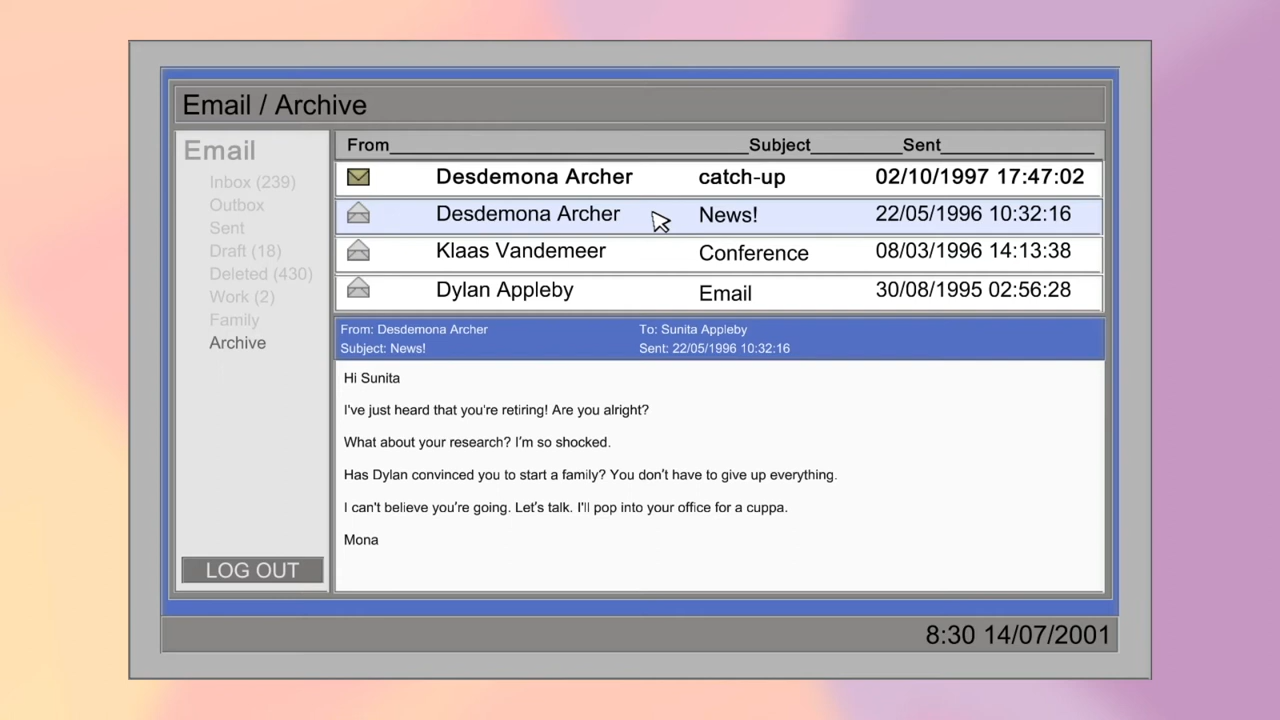 Email / Archive
Email
Inbox (239)
Outbox
Sent
Draft (18)
Deleted (430)
Work (2)
Family
Archive
LOG OUT
From Subject Sent
Desdemona Archer catch-up 02/10/1997 17:47:02
Desdemona Archer News! 22/05/1996 10:32:16
Klaas Vandemeer Conference 08/03/1996 14:13:38
Dylan Appleby Email 30/08/1995 02:56:28
From: Desdemona Archer To: Sunita Appleby
Subject: News! Sent: 22/05/1996 10:32:16
Hi Sunita
I've just heard that you're retiring! Are you alright?
What about your research? I'm so shocked.
Has Dylan convinced you to start a family? You don't have to give up everything.
I can't believe you're going. Let's talk. I'll pop into your office for a cuppa.
Mona
8:30 14/07/2001